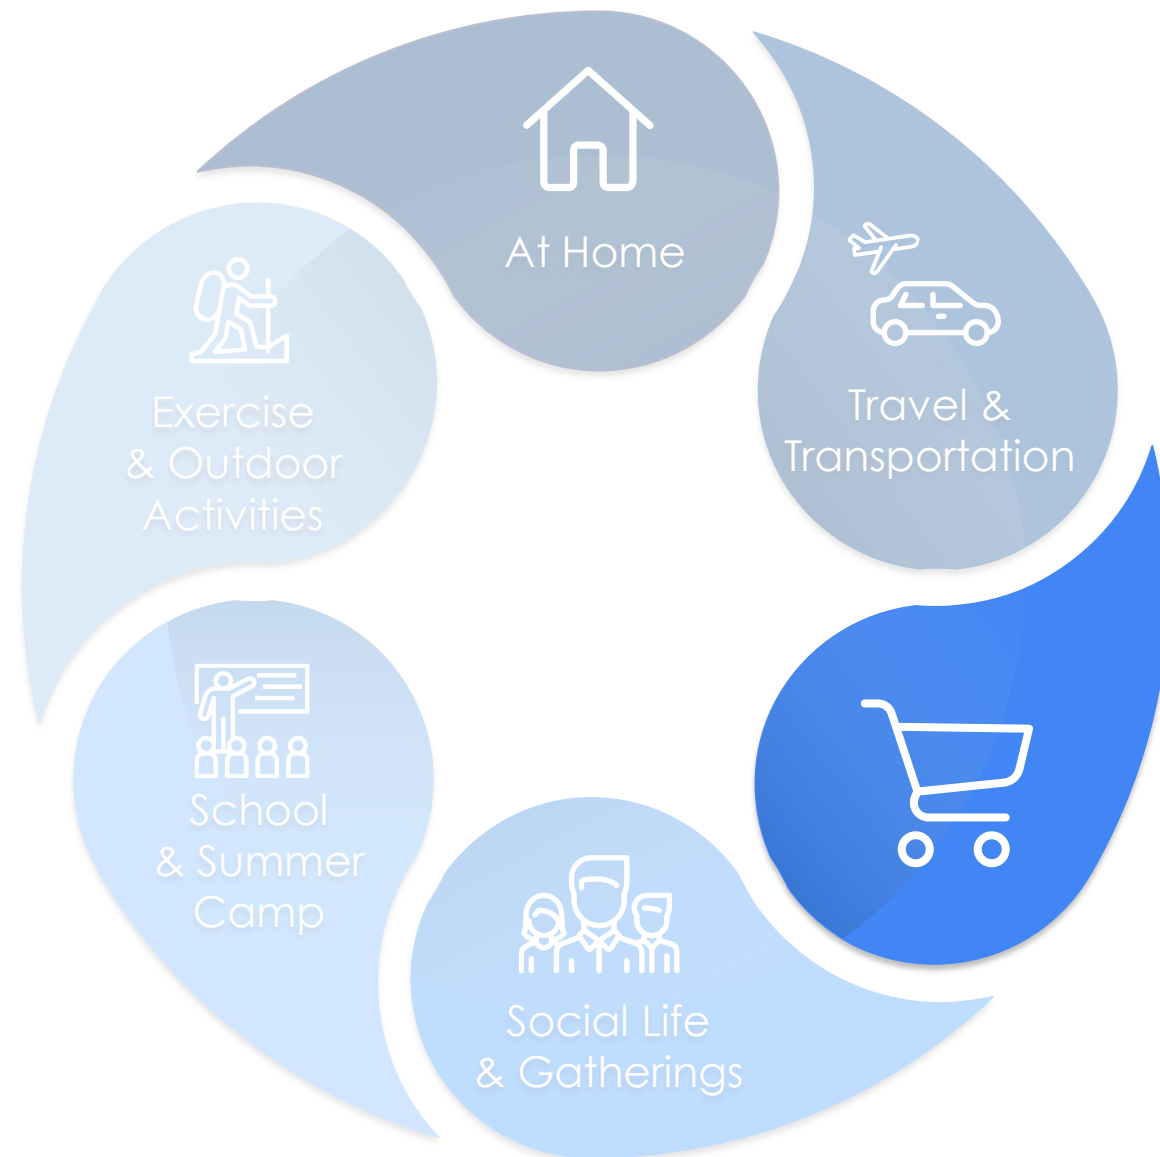 At Home
Travel &
Transportation
Exercise
& Outdoor
Activities
School
& Summer
Camp
Social Life
& Gatherings